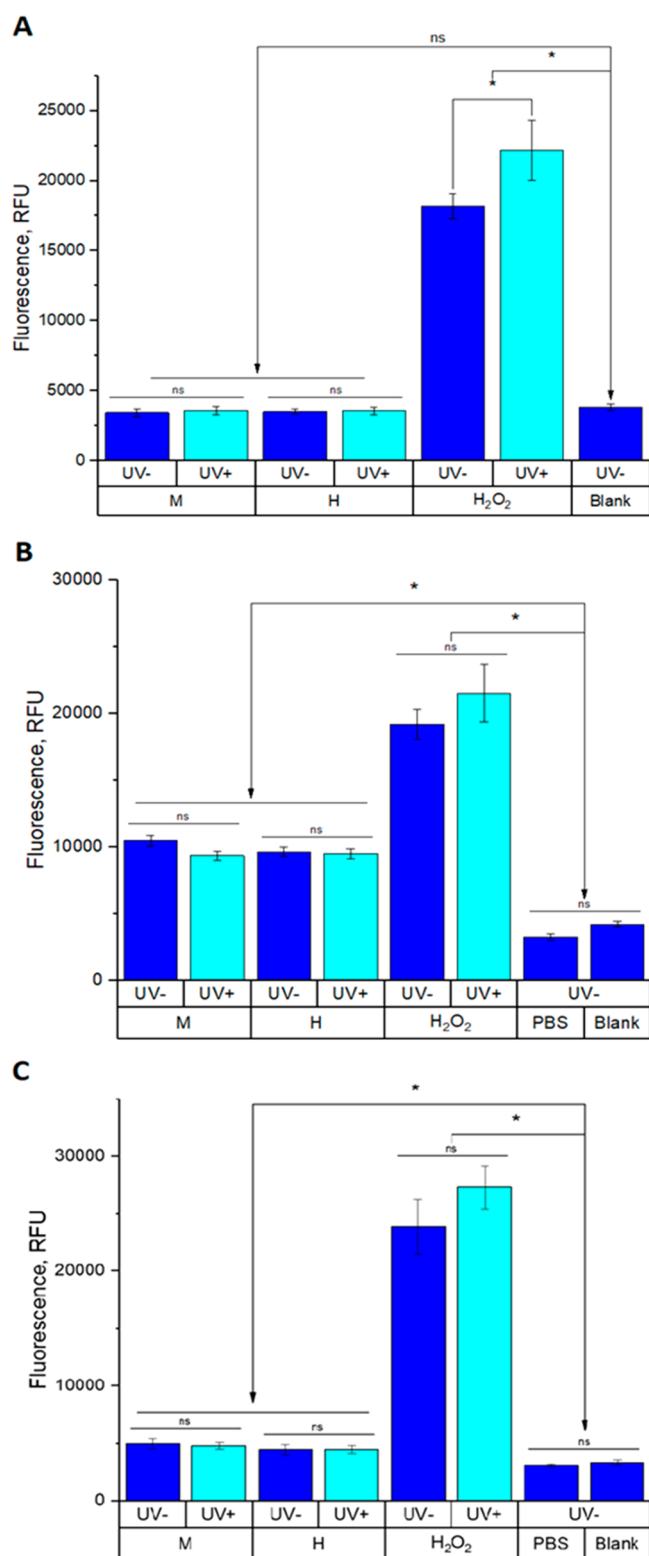 A
ns
*
*
25000
20000
15000
10000
5000
0
Fluorescence, RFU
ns
ns
UV- UV+ UV- UV+ UV- UV+ UV-
M H H₂O₂ Blank
B
30000
20000
10000
0
Fluorescence, RFU
*
*
ns
ns
ns
ns
UV- UV+ UV- UV+ UV- UV+ UV-
M H H₂O₂ PBS Blank
C
30000
20000
10000
0
Fluorescence, RFU
*
*
ns
ns
ns
ns
UV- UV+ UV- UV+ UV- UV+ UV-
M H H₂O₂ PBS Blank